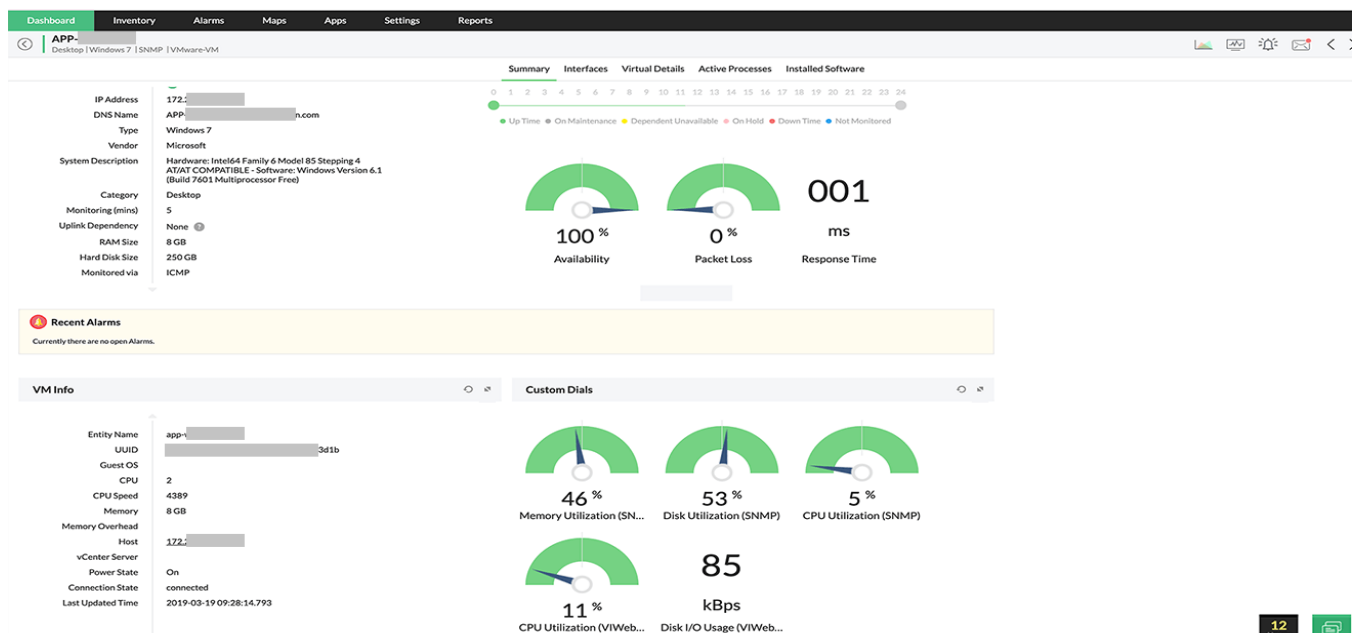 Dashboard Inventory Alarms Maps Apps Settings Reports
APP-
Desktop | Windows 7 | SNMP | VMware-VM
Summary Interfaces Virtual Details Active Processes Installed Software
IP Address 172.
DNS Name APP- n.com
Type Windows 7
Vendor Microsoft
System Description Hardware: Intel64 Family 6 Model 85 Stepping 4
AT/AT COMPATIBLE - Software: Windows Version 6.1
(Build 7601 Multiprocessor Free)
Category Desktop
Monitoring (mins) 5
Uplink Dependency None ?
RAM Size 8 GB
Hard Disk Size 250 GB
Monitored via ICMP
0 1 2 3 4 5 6 7 8 9 10 11 12 13 14 15 16 17 18 19 20 21 22 23 24
Up Time On Maintenance Dependent Unavailable On Hold Down Time Not Monitored
100 % 0 % 001 ms
Availability Packet Loss Response Time
Recent Alarms
Currently there are no open Alarms.
VM Info
Entity Name app-
UUID 3d1b
Guest OS
CPU 2
CPU Speed 4389
Memory 8 GB
Memory Overhead
Host 172.
vCenter Server
Power State On
Connection State connected
Last Updated Time 2019-03-19 09:28:14.793
Custom Dials
46 % 53 % 5 %
Memory Utilization (SN... Disk Utilization (SNMP) CPU Utilization (SNMP)
11 % 85 kBps
CPU Utilization (VIWeb... Disk I/O Usage (VIWeb...
12